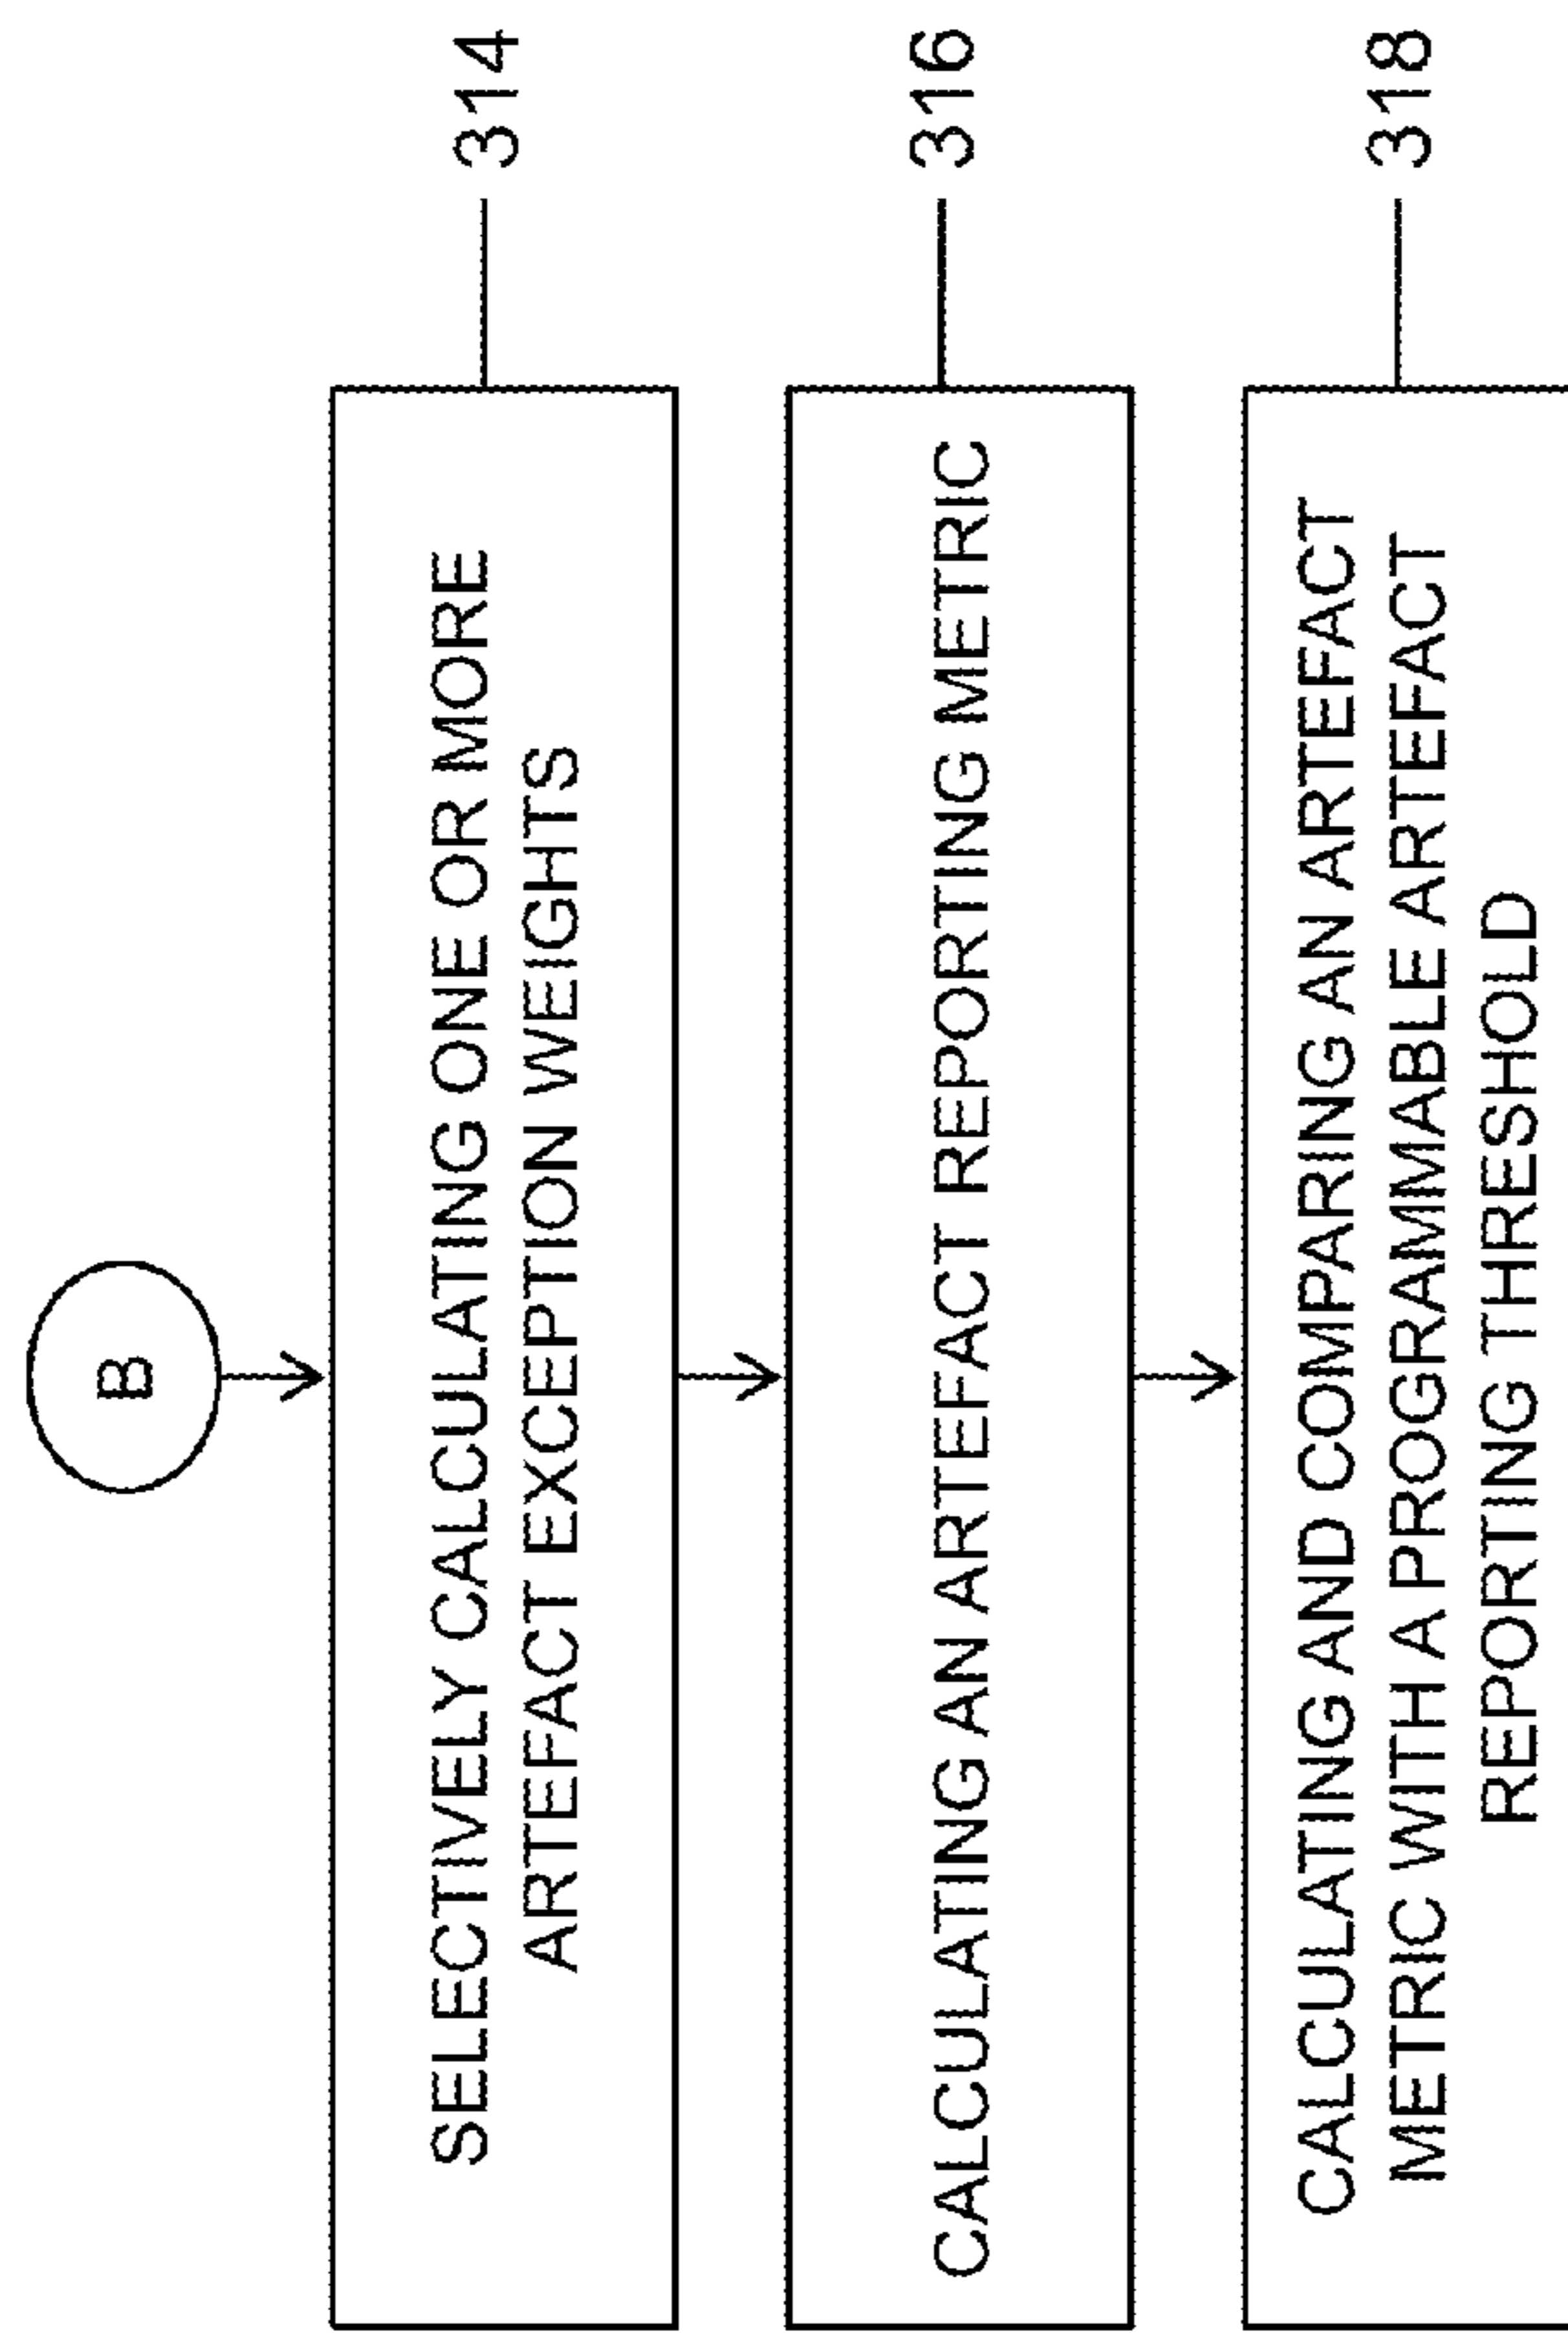 B
SELECTIVELY CALCULATING ONE OR MORE
ARTEFACT EXCEPTION WEIGHTS
314
CALCULATING AN ARTEFACT REPORTING METRIC
316
CALCULATING AND COMPARING AN ARTEFACT
METRIC WITH A PROGRAMMABLE ARTEFACT
REPORTING THRESHOLD
318